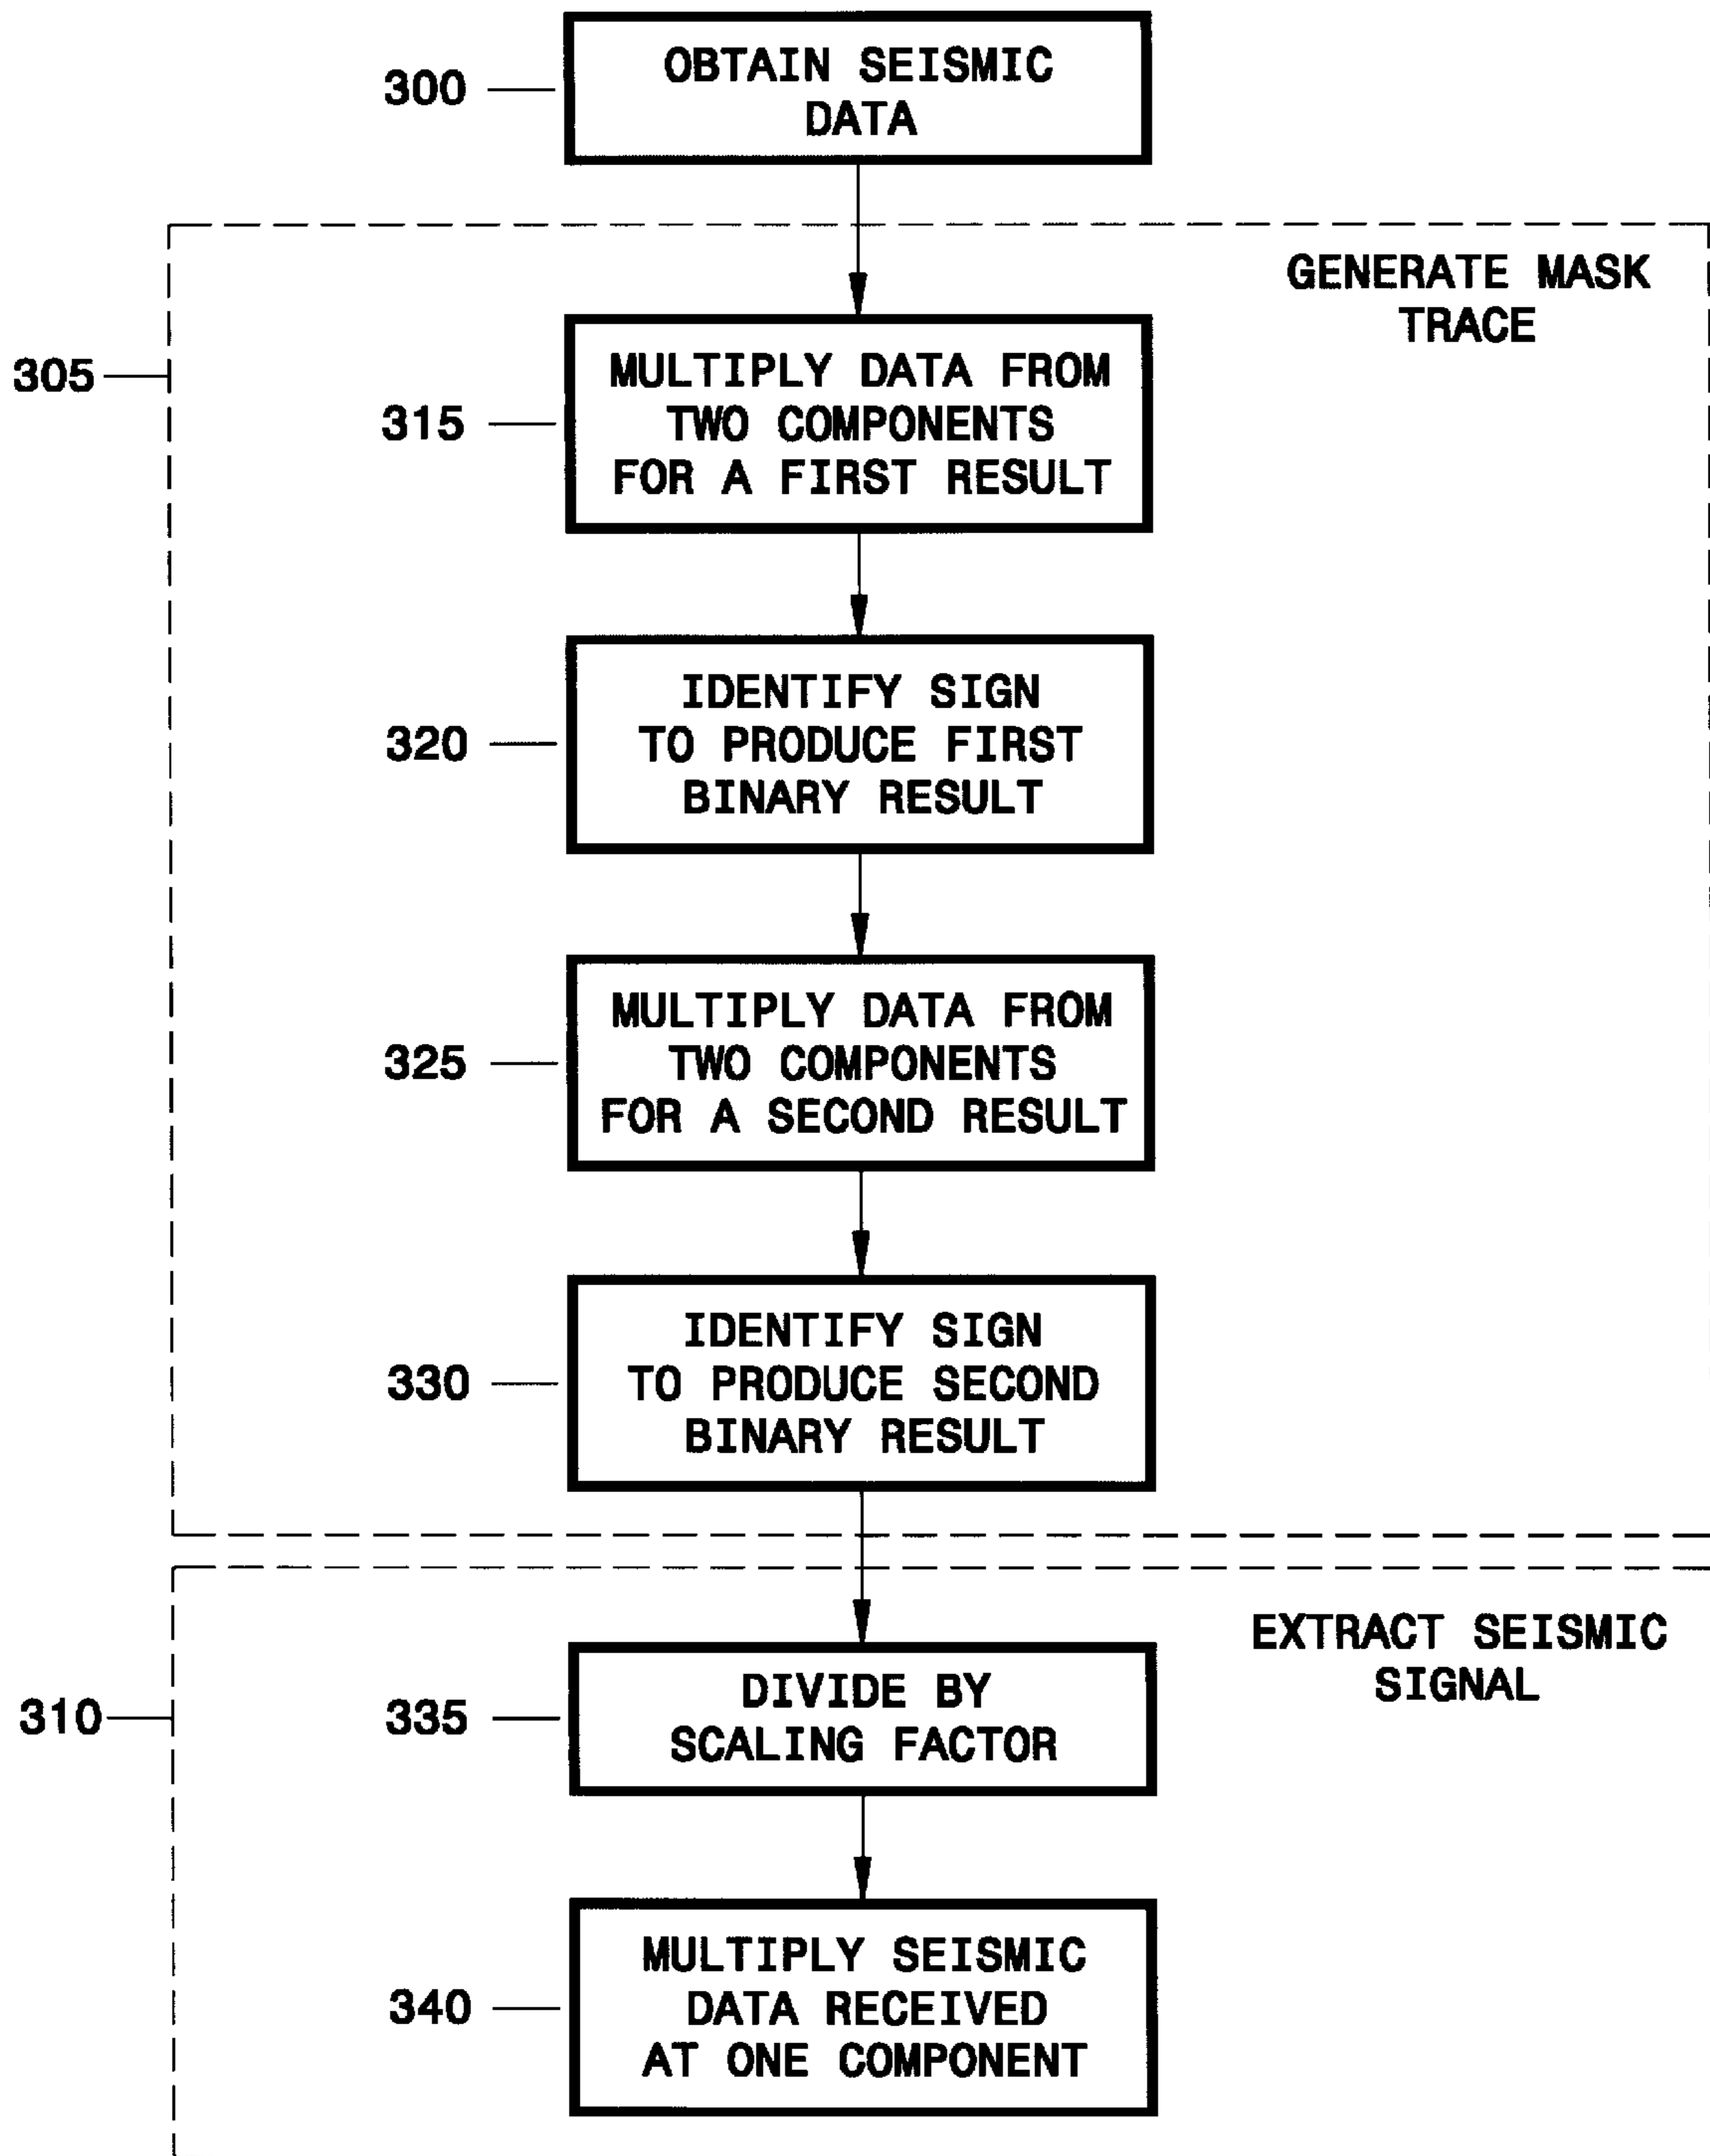 300
OBTAIN SEISMIC
DATA
GENERATE MASK
TRACE
305
315
MULTIPLY DATA FROM
TWO COMPONENTS
FOR A FIRST RESULT
320
IDENTIFY SIGN
TO PRODUCE FIRST
BINARY RESULT
325
MULTIPLY DATA FROM
TWO COMPONENTS
FOR A SECOND RESULT
330
IDENTIFY SIGN
TO PRODUCE SECOND
BINARY RESULT
EXTRACT SEISMIC
SIGNAL
310
335
DIVIDE BY
SCALING FACTOR
340
MULTIPLY SEISMIC
DATA RECEIVED
AT ONE COMPONENT